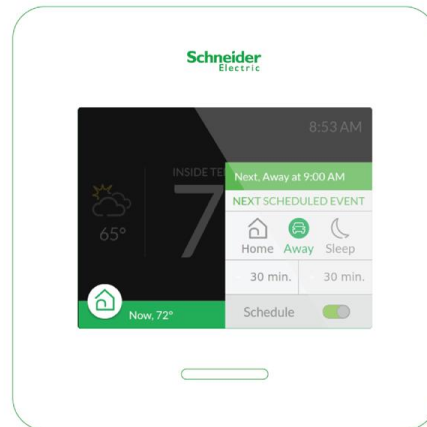 Schneider
Electric
8:53 AM
INSIDE TE
7
65°
Next, Away at 9:00 AM
NEXT SCHEDULED EVENT
Home Away Sleep
30 min. 30 min.
Schedule
Now, 72°